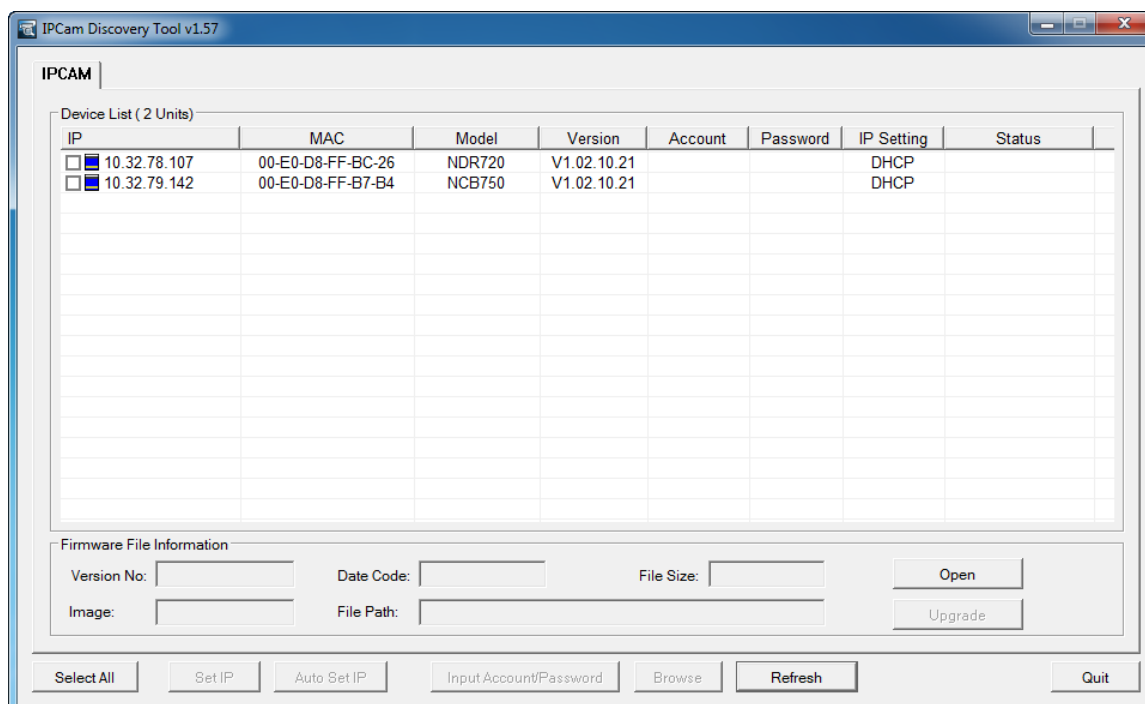 IPCam Discovery Tool v1.57
IPCAM
Device List ( 2 Units)
IP MAC Model Version Account Password IP Setting Status
10.32.78.107 00-E0-D8-FF-BC-26 NDR720 V1.02.10.21 DHCP
10.32.79.142 00-E0-D8-FF-B7-B4 NCB750 V1.02.10.21 DHCP
Firmware File Information
Version No: Date Code: File Size: Open
Image: File Path: Upgrade
Select All Set IP Auto Set IP Input Account/Password Browse Refresh Quit